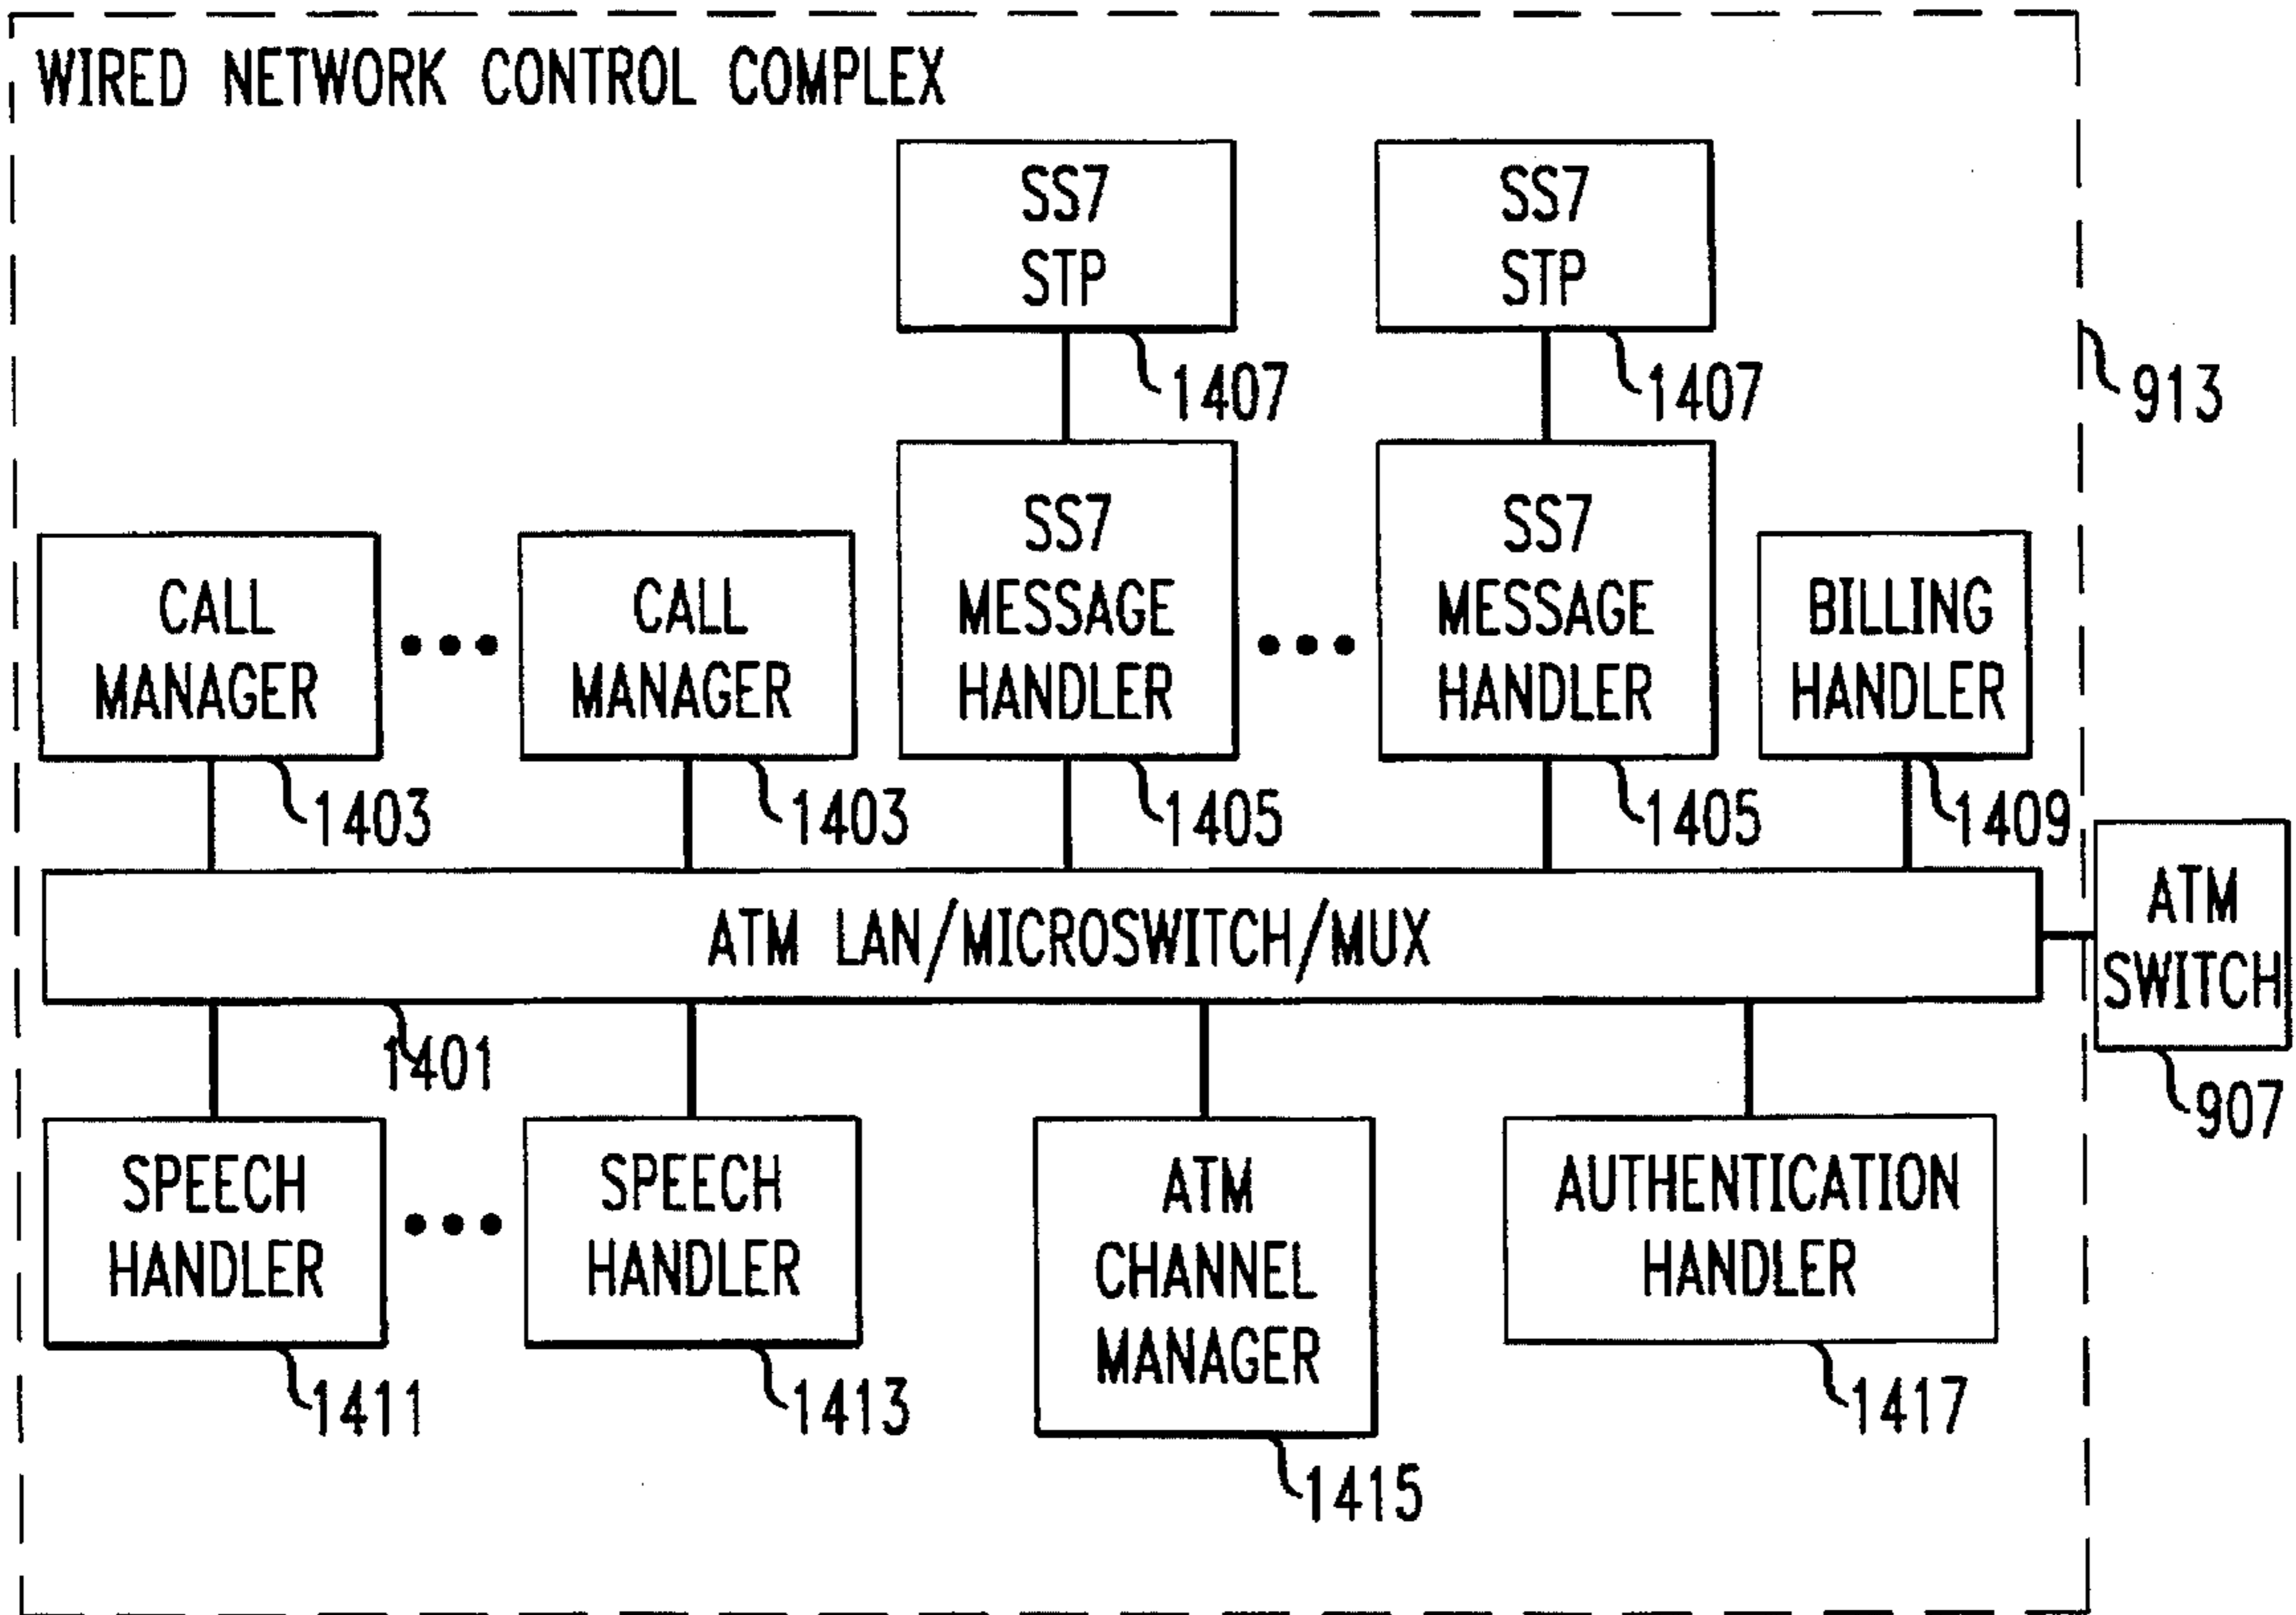 WIRED NETWORK CONTROL COMPLEX
SS7
STP
1407
SS7
STP
1407
913
CALL
MANAGER
1403
CALL
MANAGER
1403
SS7
MESSAGE
HANDLER
1405
SS7
MESSAGE
HANDLER
1405
BILLING
HANDLER
1409
ATM LAN/MICROSWITCH/MUX
1401
ATM
SWITCH
907
SPEECH
HANDLER
1411
SPEECH
HANDLER
1413
ATM
CHANNEL
MANAGER
1415
AUTHENTICATION
HANDLER
1417